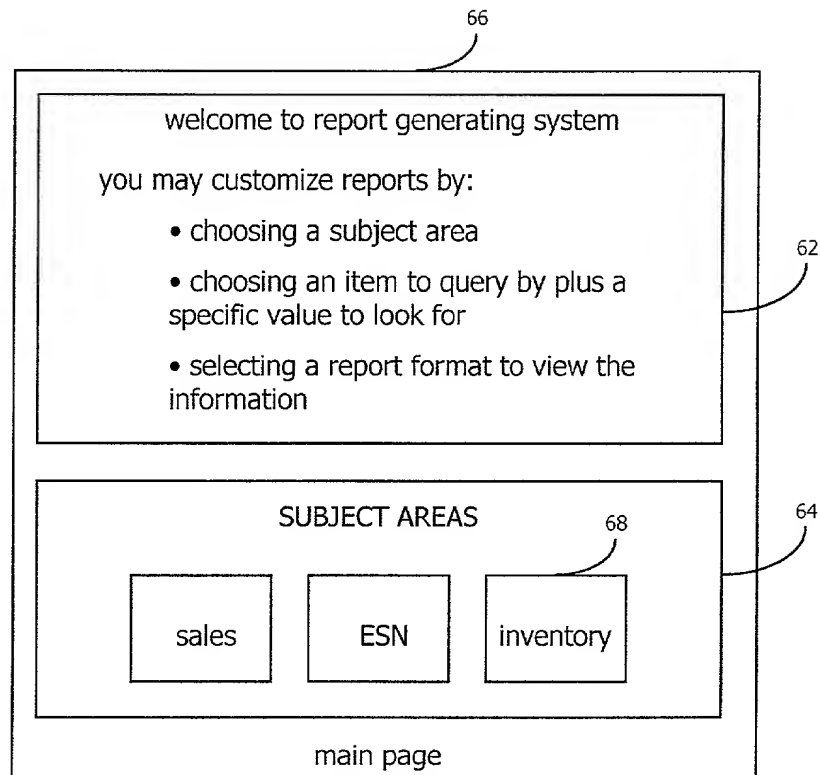 66
welcome to report generating system
you may customize reports by:
• choosing a subject area
• choosing an item to query by plus a
specific value to look for
62
• selecting a report format to view the
information
SUBJECT AREAS
68
64
sales
ESN
inventory
main page